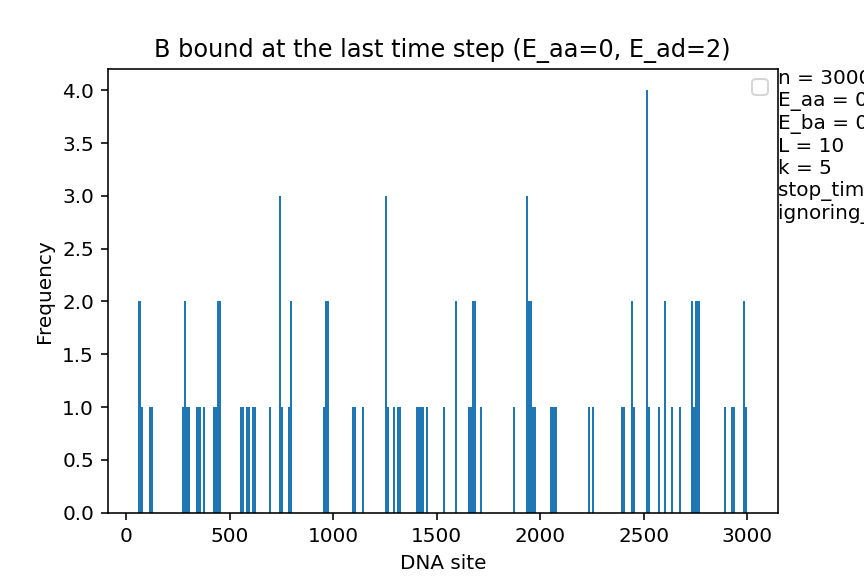 B bound at the last time step (E_aa=0, E_ad=2)
n = 3000
E_aa = 0
E_ba = 0
L = 10
k = 5
stop_tim
ignoring_
Frequency
4.0
3.5
3.0
2.5
2.0
1.5
1.0
0.5
0.0
0 500 1000 1500 2000 2500 3000
DNA site